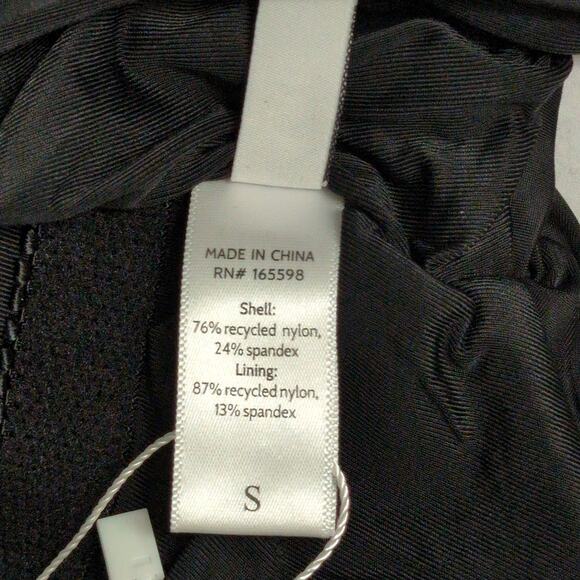 MADE IN CHINA
RN# 165598
Shell:
76% recycled nylon,
24% spandex
Lining:
87% recycled nylon,
13% spandex
S